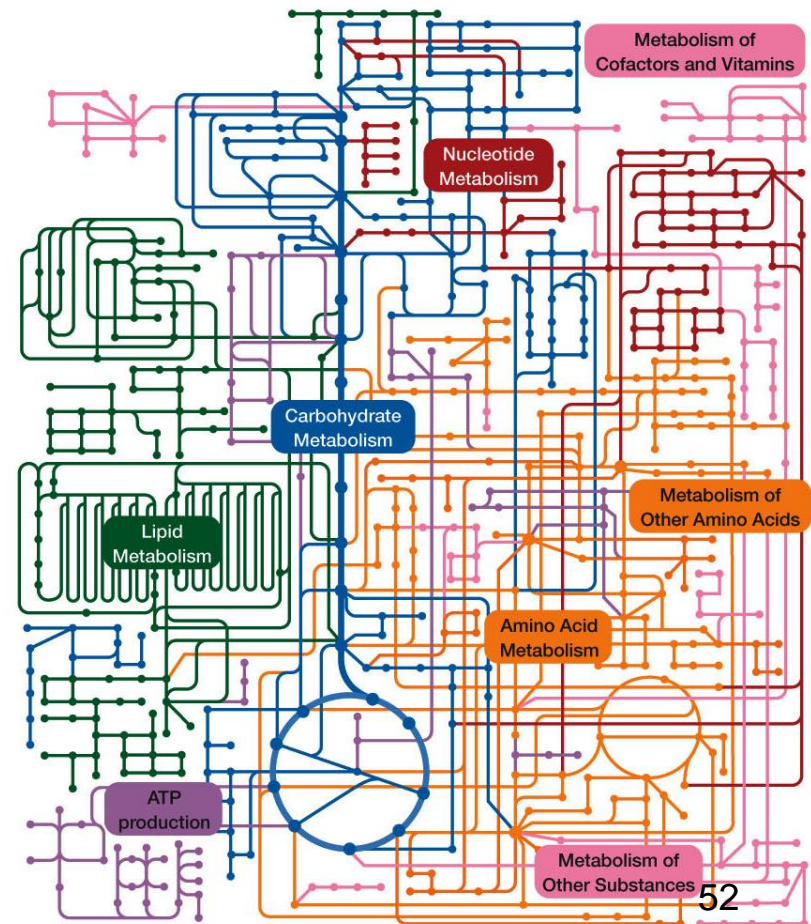 Metabolism of
Cofactors and Vitamins
Nucleotide
Metabolism
Carbohydrate
Metabolism
Metabolism of
Other Amino Acids
Lipid
Metabolism
Amino Acid
Metabolism
ATP
production
Metabolism of
Other Substances
52